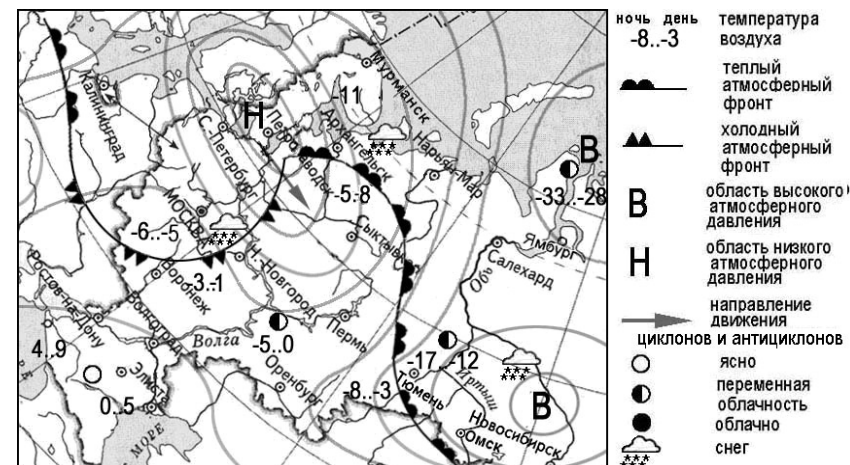 Мурманск
Калининград
С.-Петербург
Н
Петрозаводск
-11
Архангельск
Нарьян-Мар
В
-33..-28
-5.-8
МОСКВА
-6..-5
Сыктывк
Ямбург
Салехард
Обь
-3.-1
Воронеж
Н. Новгород
Ростов-на-Дону
Волгоград
Волга
Пермь
4..9
-5..0
-17..-12
Элиста
Оренбург
Тюмень
Иртыш
0..5
-8..-3
В
Новосибирск
Омск
РЕ
МОРЕ
ночь день температура
-8..-3 воздуха
теплый
атмосферный
фронт
холодный
атмосферный
фронт
В область высокого
атмосферного
давления
Н область низкого
атмосферного
давления
направление
движения
циклонов и антициклонов
ясно
переменная
облачность
облачно
снег